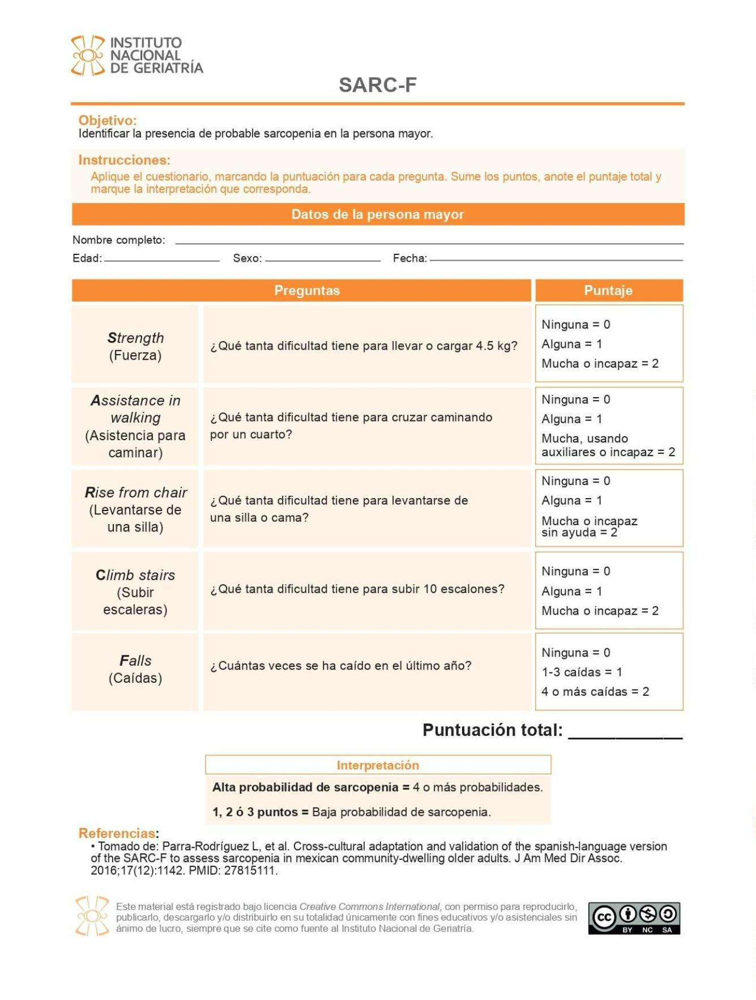 INSTITUTO
NACIONAL
DE GERIATRÍA
SARC-F
Objetivo:
Identificar la presencia de probable sarcopenia en la persona mayor.
Instrucciones:
Aplique el cuestionario, marcando la puntuación para cada pregunta. Sume los puntos, anote el puntaje total y
marque la interpretación que corresponda.
Datos de la persona mayor
Nombre completo:
Edad: Sexo: Fecha:
Preguntas Puntaje
Strength
(Fuerza)
¿Qué tanta dificultad tiene para llevar o cargar 4.5 kg?
Ninguna = 0
Alguna = 1
Mucha o incapaz = 2
Assistance in
walking
(Asistencia para
caminar)
¿Qué tanta dificultad tiene para cruzar caminando
por un cuarto?
Ninguna = 0
Alguna = 1
Mucha, usando
auxiliares o incapaz = 2
Rise from chair
(Levantarse de
una silla)
¿Qué tanta dificultad tiene para levantarse de
una silla o cama?
Ninguna = 0
Alguna = 1
Mucha o incapaz
sin ayuda = 2
Climb stairs
(Subir
escaleras)
¿Qué tanta dificultad tiene para subir 10 escalones?
Ninguna = 0
Alguna = 1
Mucha o incapaz = 2
Falls
(Caídas)
¿Cuántas veces se ha caído en el último año?
Ninguna = 0
1-3 caídas = 1
4 o más caídas = 2
Puntuación total:
Interpretación
Alta probabilidad de sarcopenia = 4 o más probabilidades.
1, 2 ó 3 puntos = Baja probabilidad de sarcopenia.
Referencias:
• Tomado de: Parra-Rodríguez L, et al. Cross-cultural adaptation and validation of the spanish-language version
of the SARC-F to assess sarcopenia in mexican community-dwelling older adults. J Am Med Dir Assoc.
2016;17(12):1142. PMID: 27815111.
Este material está registrado bajo licencia Creative Commons International, con permiso para reproducirlo,
publicarlo, descargarlo y/o distribuirlo en su totalidad únicamente con fines educativos y/o asistenciales sin
ánimo de lucro, siempre que se cite como fuente al Instituto Nacional de Geriatría.
cc
BY NC SA